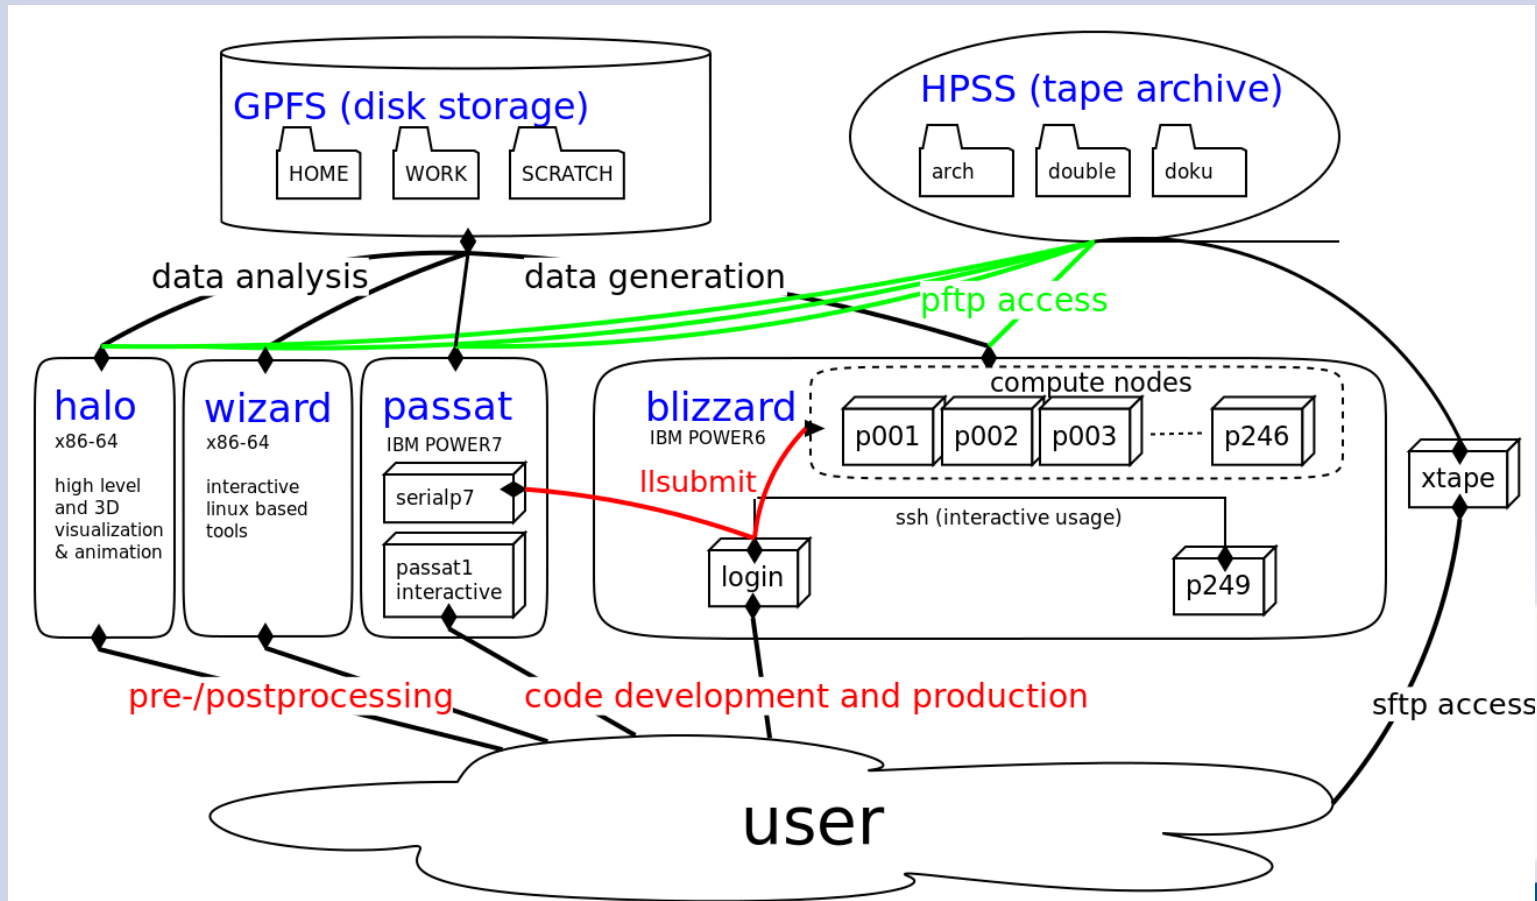 GPFS (disk storage)
HOME
WORK
SCRATCH
HPSS (tape archive)
arch
double
doku
data analysis
data generation
pftp access
halo
x86-64
high level
and 3D
visualization
& animation
wizard
x86-64
interactive
linux based
tools
passat
IBM POWER7
serialp7
passat1
interactive
blizzard
IBM POWER6
compute nodes
p001
p002
p003
p246
llsubmit
ssh (interactive usage)
login
p249
xtape
pre-/postprocessing
code development and production
sftp access
user